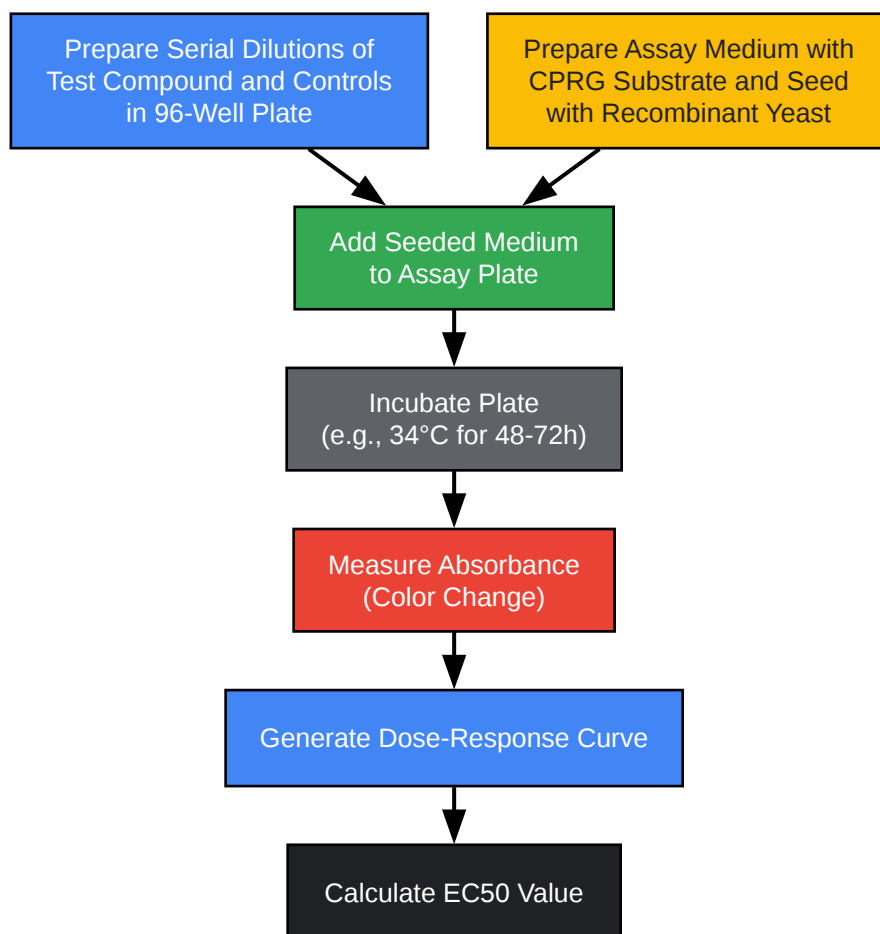 Prepare Serial Dilutions of
Test Compound and Controls
in 96-Well Plate
Prepare Assay Medium with
CPRG Substrate and Seed
with Recombinant Yeast
Add Seeded Medium
to Assay Plate
Incubate Plate
(e.g., 34°C for 48-72h)
Measure Absorbance
(Color Change)
Generate Dose-Response Curve
Calculate EC50 Value